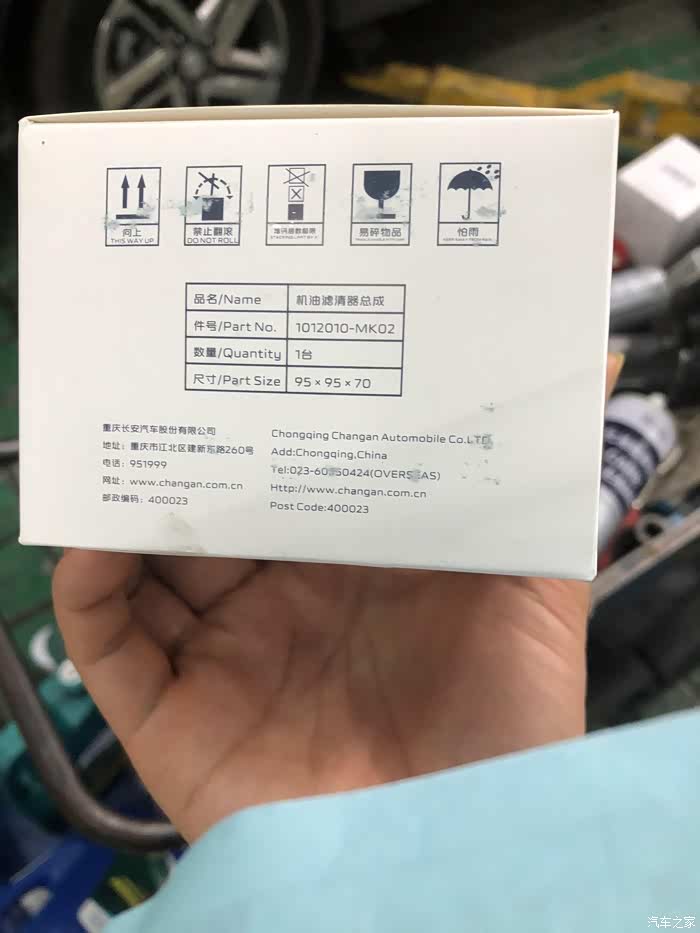 向上
THIS WAY UP
禁止翻滚
DO NOT ROLL
堆码层数极限
易碎物品
怕雨
品名/Name 机油滤清器总成
件号/Part No. 1012010-MK02
数量/Quantity 1台
尺寸/Part Size 95×95×70
重庆长安汽车股份有限公司
地址：重庆市江北区建新东路260号
电话：951999
网址：www.changan.com.cn
邮政编码：400023
Chongqing Changan Automobile Co.LTD.
Add:Chongqing,China
Http://www.changan.com.cn
Post Code:400023
汽车之家